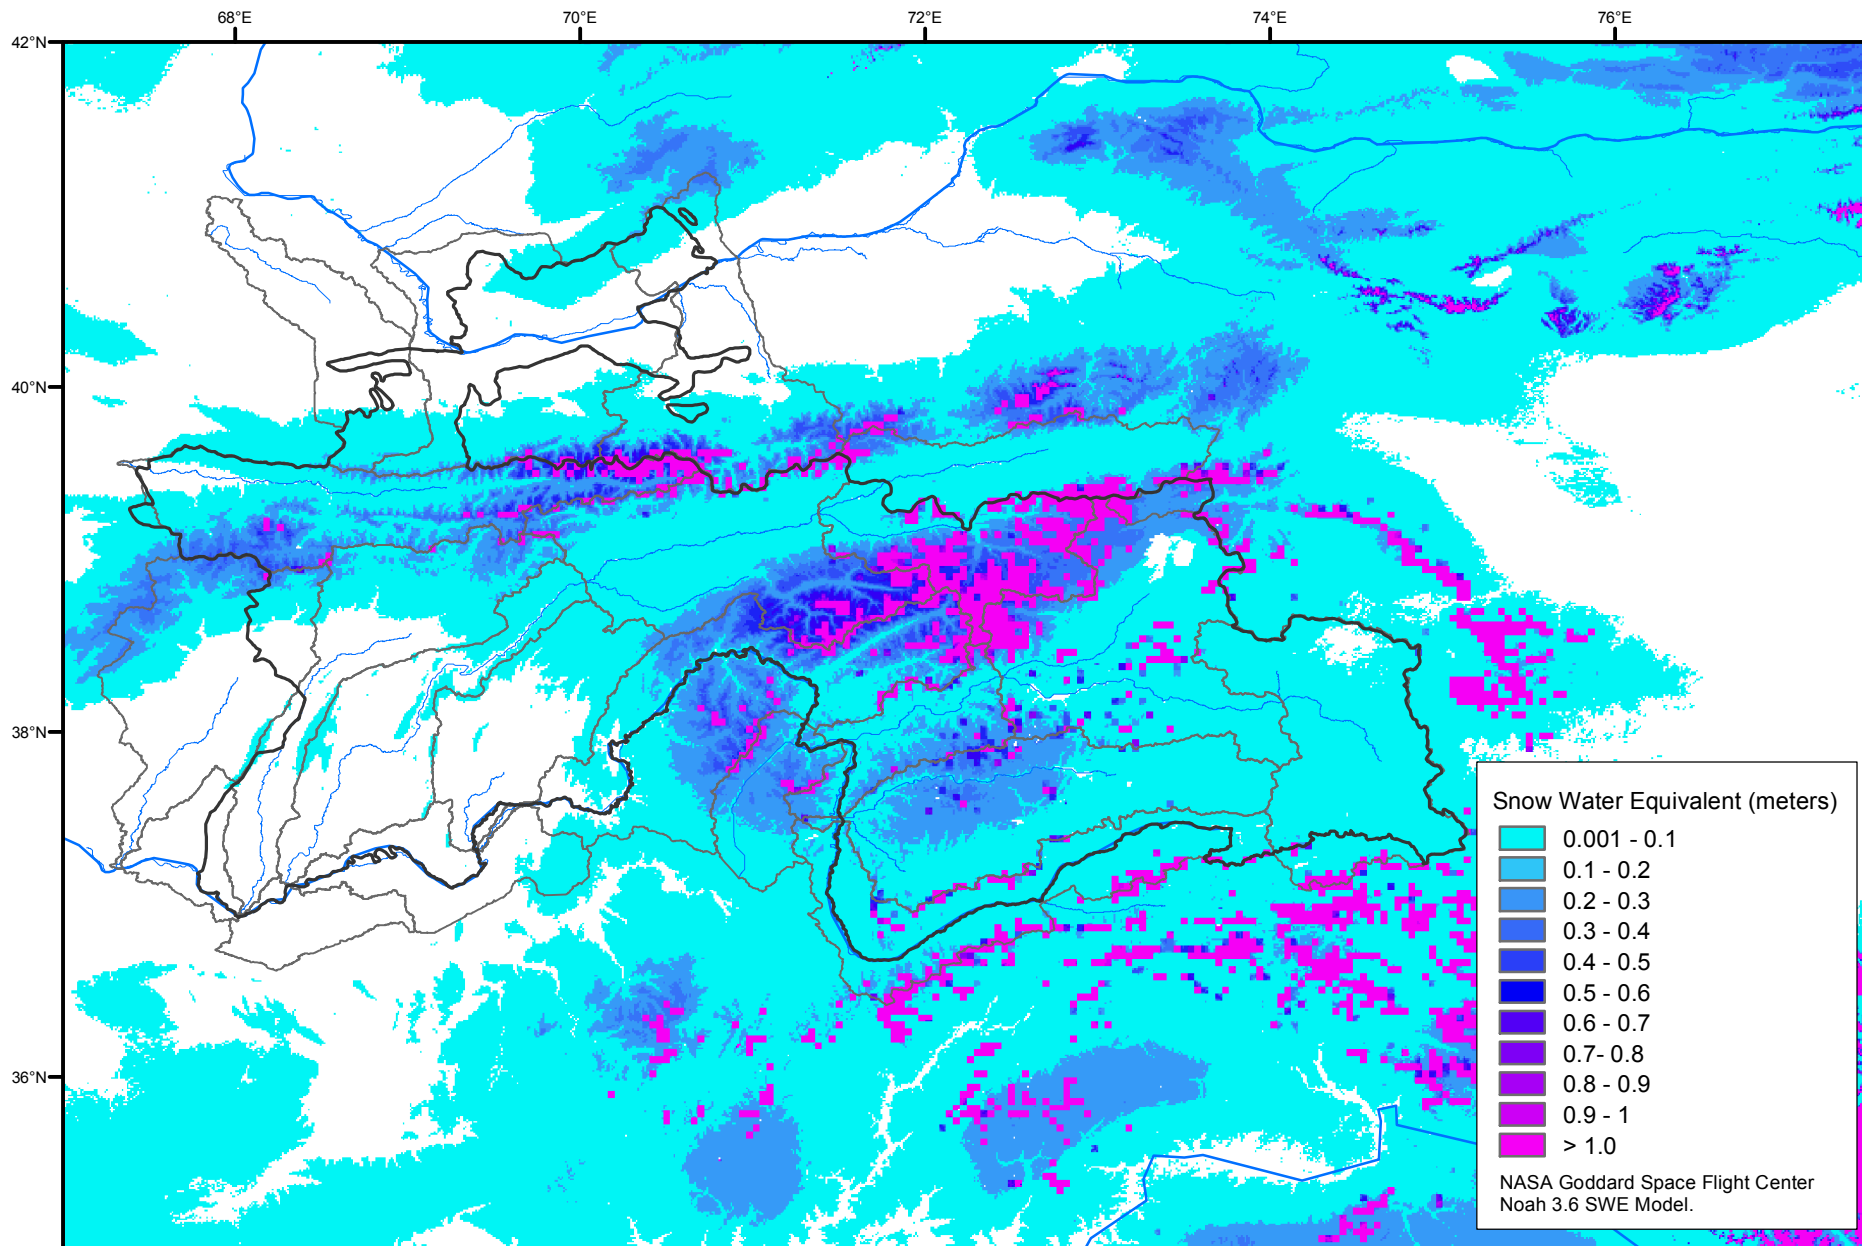 68°E 70°E 72°E 74°E 76°E
42°N
40°N
38°N
36°N
Snow Water Equivalent (meters)
0.001 - 0.1
0.1 - 0.2
0.2 - 0.3
0.3 - 0.4
0.4 - 0.5
0.5 - 0.6
0.6 - 0.7
0.7- 0.8
0.8 - 0.9
0.9 - 1
> 1.0
NASA Goddard Space Flight Center
Noah 3.6 SWE Model.